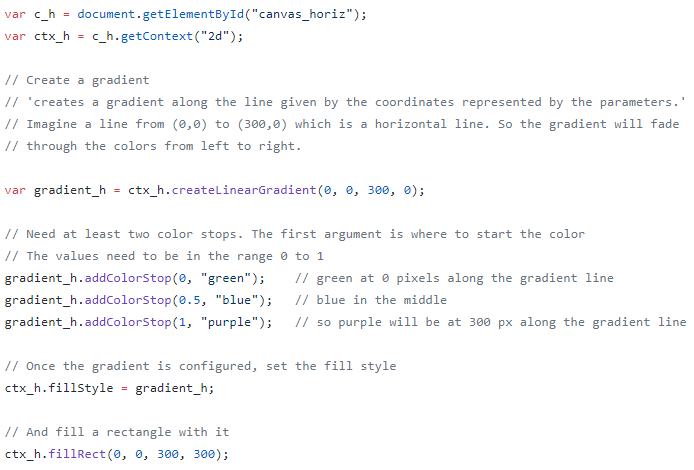 var c_h = document.getElementById("canvas_horiz");
var ctx_h = c_h.getContext("2d");
// Create a gradient
// 'creates a gradient along the line given by the coordinates represented by the parameters.'
// Imagine a line from (0,0) to (300,0) which is a horizontal line. So the gradient will fade
// through the colors from left to right.
var gradient_h = ctx_h.createLinearGradient(0, 0, 300, 0);
// Need at least two color stops. The first argument is where to start the color
// The values need to be in the range 0 to 1
gradient_h.addColorStop(0, "green");    // green at 0 pixels along the gradient line
gradient_h.addColorStop(0.5, "blue");   // blue in the middle
gradient_h.addColorStop(1, "purple");   // so purple will be at 300 px along the gradient line
// Once the gradient is configured, set the fill style
ctx_h.fillStyle = gradient_h;
// And fill a rectangle with it
ctx_h.fillRect(0, 0, 300, 300);